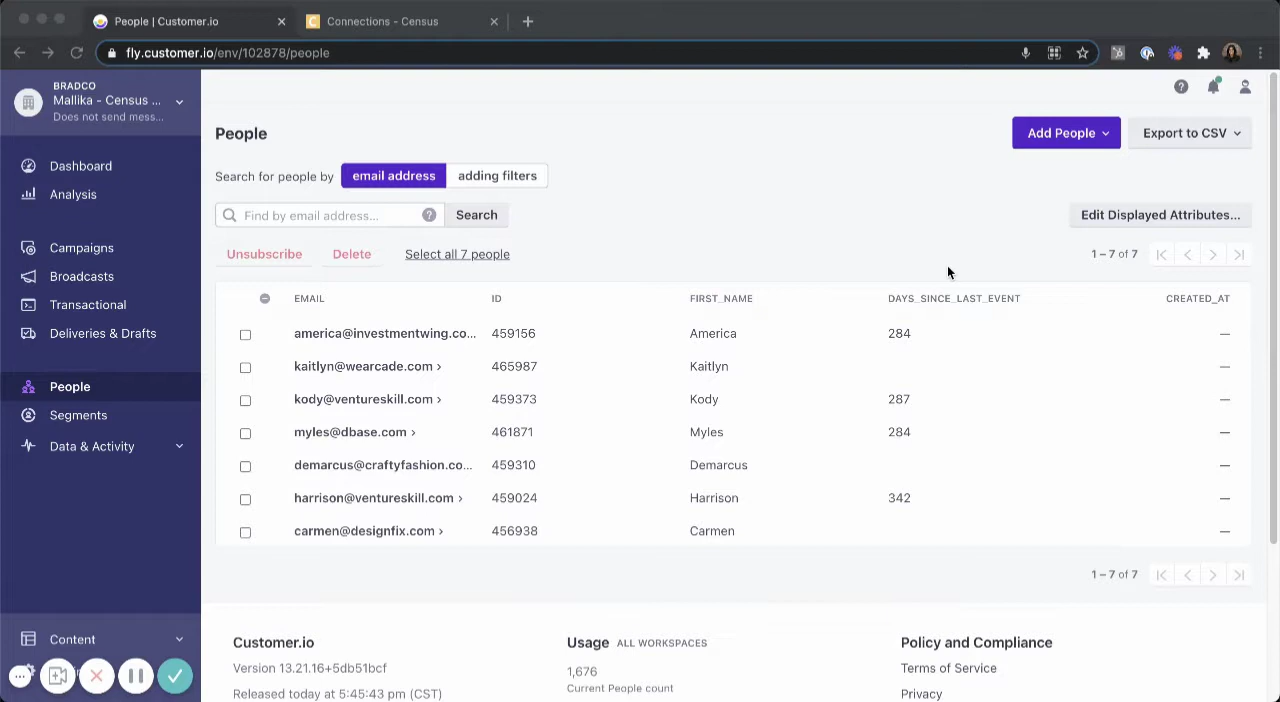 People | Customer.io
Connections - Census
fly.customer.io/env/102878/people
BRADCO
Mallika - Census ...
Does not send mess...
Dashboard
Analysis
Campaigns
Broadcasts
Transactional
Deliveries & Drafts
People
Segments
Data & Activity
Content
People
Add People
Export to CSV
Search for people by
email address
adding filters
Find by email address...
Search
Edit Displayed Attributes...
Unsubscribe
Delete
Select all 7 people
1 – 7 of 7
EMAIL ID FIRST_NAME DAYS_SINCE_LAST_EVENT CREATED_AT
america@investmentwing.co... 459156 America 284 —
kaitlyn@wearcade.com › 465987 Kaitlyn —
kody@ventureskill.com › 459373 Kody 287 —
myles@dbase.com › 461871 Myles 284 —
demarcus@craftyfashion.co... 459310 Demarcus —
harrison@ventureskill.com › 459024 Harrison 342 —
carmen@designfix.com › 456938 Carmen —
1 – 7 of 7
Customer.io
Version 13.21.16+5db51bcf
Released today at 5:45:43 pm (CST)
Usage ALL WORKSPACES
1,676
Current People count
Policy and Compliance
Terms of Service
Privacy